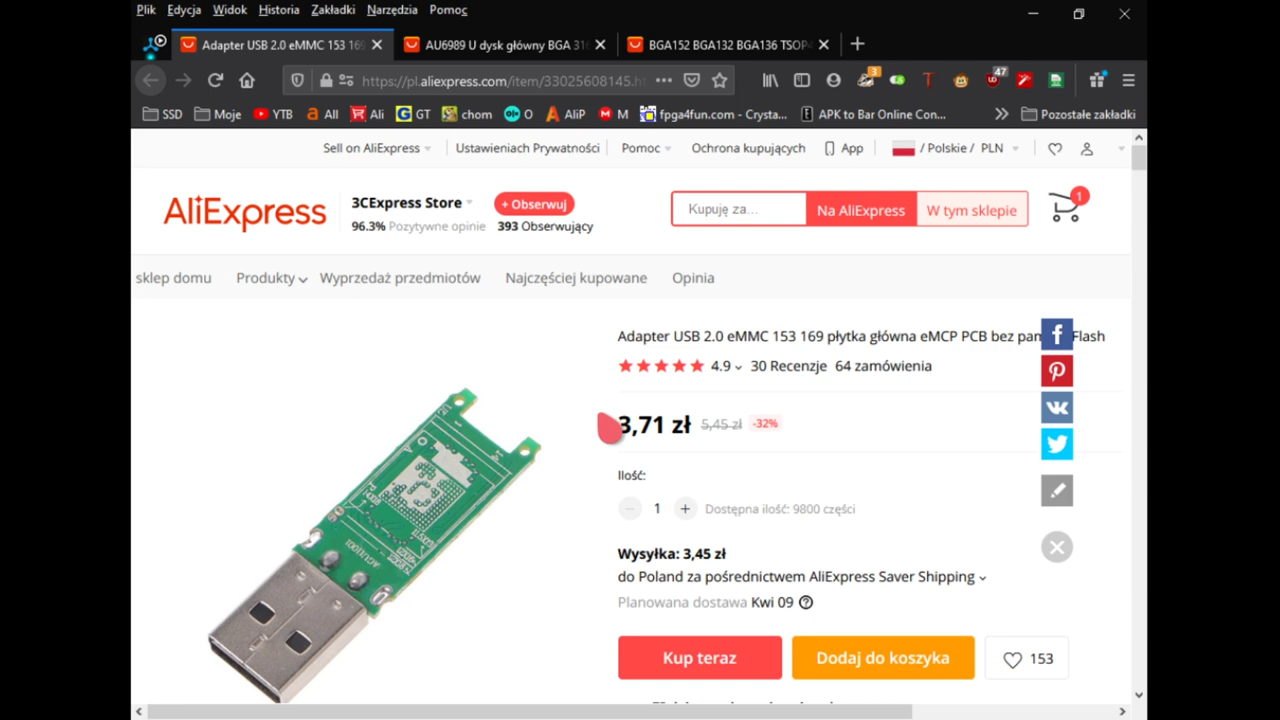 Plik Edycja Widok Historia Zakładki Narzędzia Pomoc
Adapter USB 2.0 eMMC 153 169 AU6989 U dysk główny BGA 316 BGA152 BGA132 BGA136 TSOP
https://pl.aliexpress.com/item/33025608145.h
3 47
SSD Moje YTB All Ali GT chom O AliP M fpga4fun.com - Crysta... APK to Bar Online Con... Pozostałe zakładki
Sell on AliExpress Ustawieniach Prywatności Pomoc Ochrona kupujących App / Polskie / PLN
AliExpress 3CExpress Store + Obserwuj Kupuję za... Na AliExpress W tym sklepie 1
96.3% Pozytywne opinie 393 Obserwujący
sklep domu Produkty Wyprzedaż przedmiotów Najczęściej kupowane Opinia
Adapter USB 2.0 eMMC 153 169 płytka główna eMCP PCB bez Flash
4.9 30 Recenzje 64 zamówienia
3,71 zł 5,45 zł -32%
Ilość:
1 Dostępna ilość: 9800 części
Wysyłka: 3,45 zł
do Poland za pośrednictwem AliExpress Saver Shipping
Planowana dostawa Kwi 09
Kup teraz Dodaj do koszyka 153